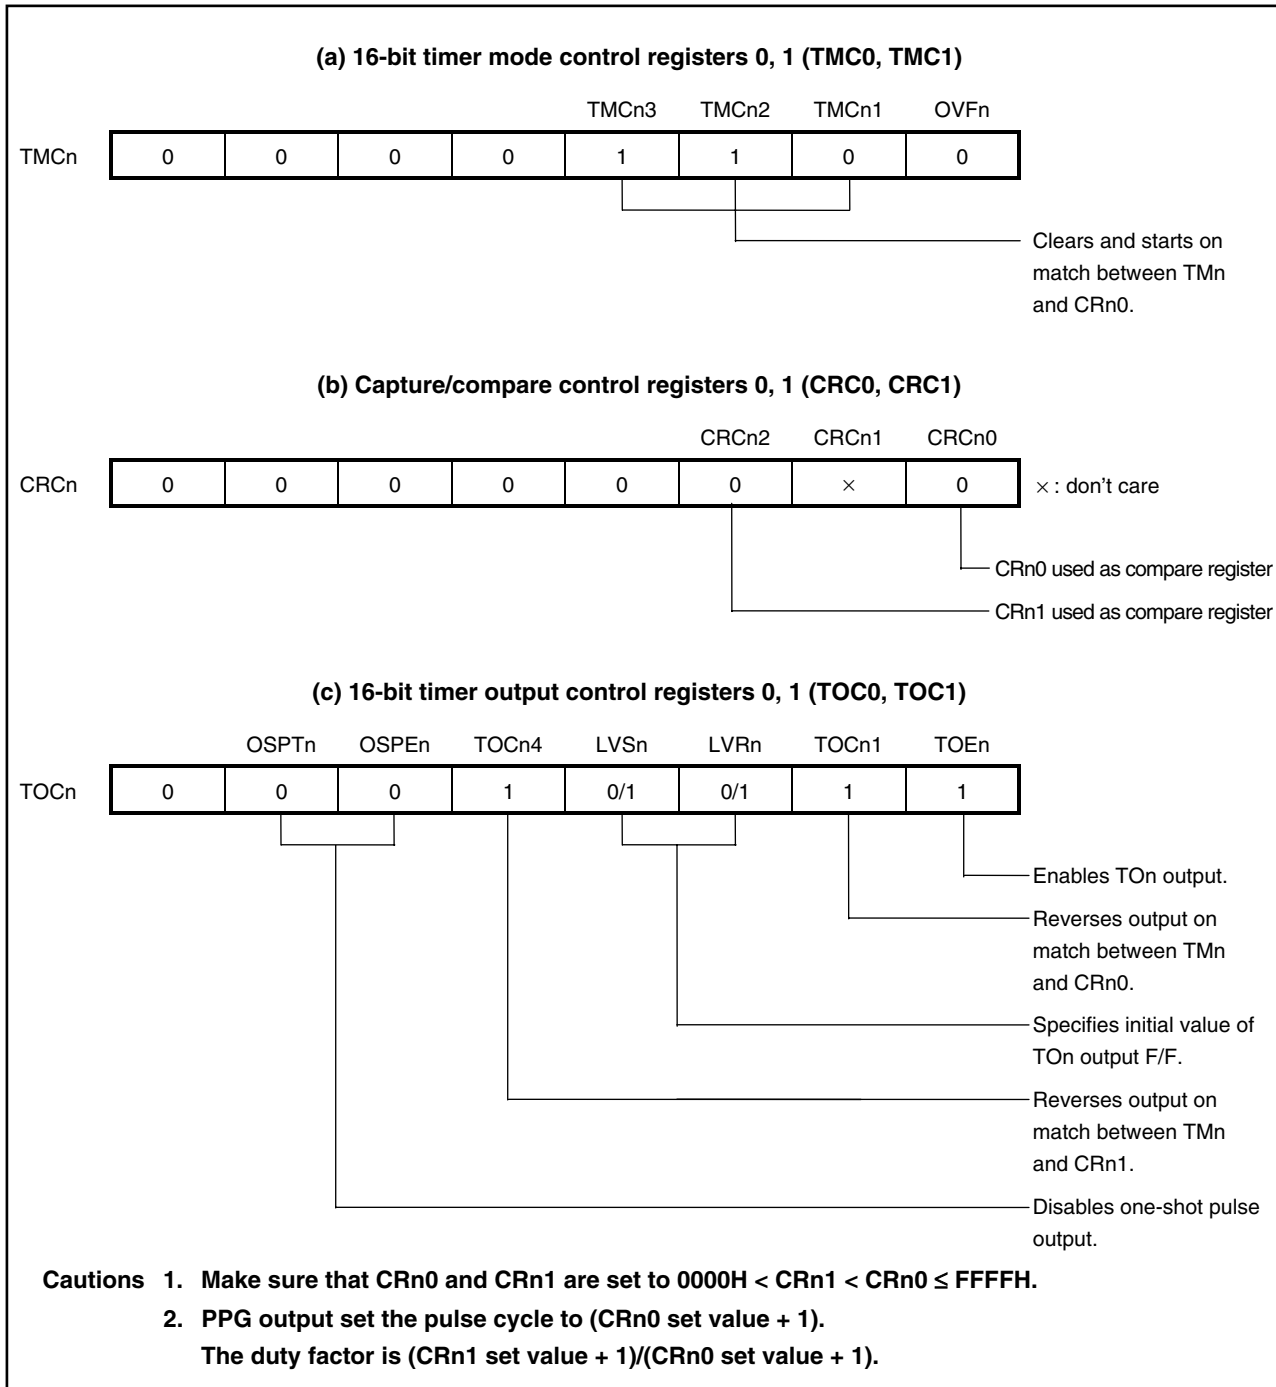 (a) 16-bit timer mode control registers 0, 1 (TMC0, TMC1)
TMCn3 TMCn2 TMCn1 OVFn
TMCn 0 0 0 0 1 1 0 0
Clears and starts on
match between TMn
and CRn0.
(b) Capture/compare control registers 0, 1 (CRC0, CRC1)
CRCn2 CRCn1 CRCn0
CRCn 0 0 0 0 0 0 × 0 × : don't care
CRn0 used as compare register
CRn1 used as compare register
(c) 16-bit timer output control registers 0, 1 (TOC0, TOC1)
OSPTn OSPEn TOCn4 LVSn LVRn TOCn1 TOEn
TOCn 0 0 0 1 0/1 0/1 1 1
Enables TOn output.
Reverses output on
match between TMn
and CRn0.
Specifies initial value of
TOn output F/F.
Reverses output on
match between TMn
and CRn1.
Disables one-shot pulse
output.
Cautions 1. Make sure that CRn0 and CRn1 are set to 0000H < CRn1 < CRn0 ≤ FFFFH.
2. PPG output set the pulse cycle to (CRn0 set value + 1).
The duty factor is (CRn1 set value + 1)/(CRn0 set value + 1).